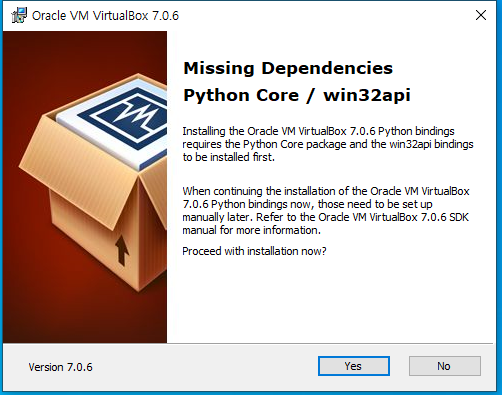 Oracle VM VirtualBox 7.0.6
Missing Dependencies
Python Core / win32api
Installing the Oracle VM VirtualBox 7.0.6 Python bindings
requires the Python Core package and the win32api bindings
to be installed first.
When continuing the installation of the Oracle VM VirtualBox
7.0.6 Python bindings now, those need to be set up
manually later. Refer to the Oracle VM VirtualBox 7.0.6 SDK
manual for more information.
Proceed with installation now?
Version 7.0.6
Yes
No